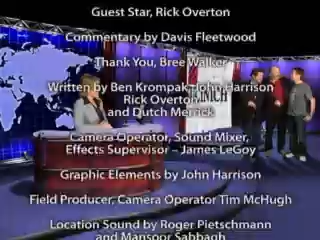 Guest Star, Rick Overton
Commentary by Davis Fleetwood
Thank You, Bree Walker
Written by Ben Krompak, John Harrison
Rick Overton
and Dutch Merrick
Camera Operator, Sound Mixer,
Effects Supervisor – James LeGoy
Graphic Elements by John Harrison
Field Producer, Camera Operator Tim McHugh
Location Sound by Roger Pietschmann
and Mansoor Sabbagh